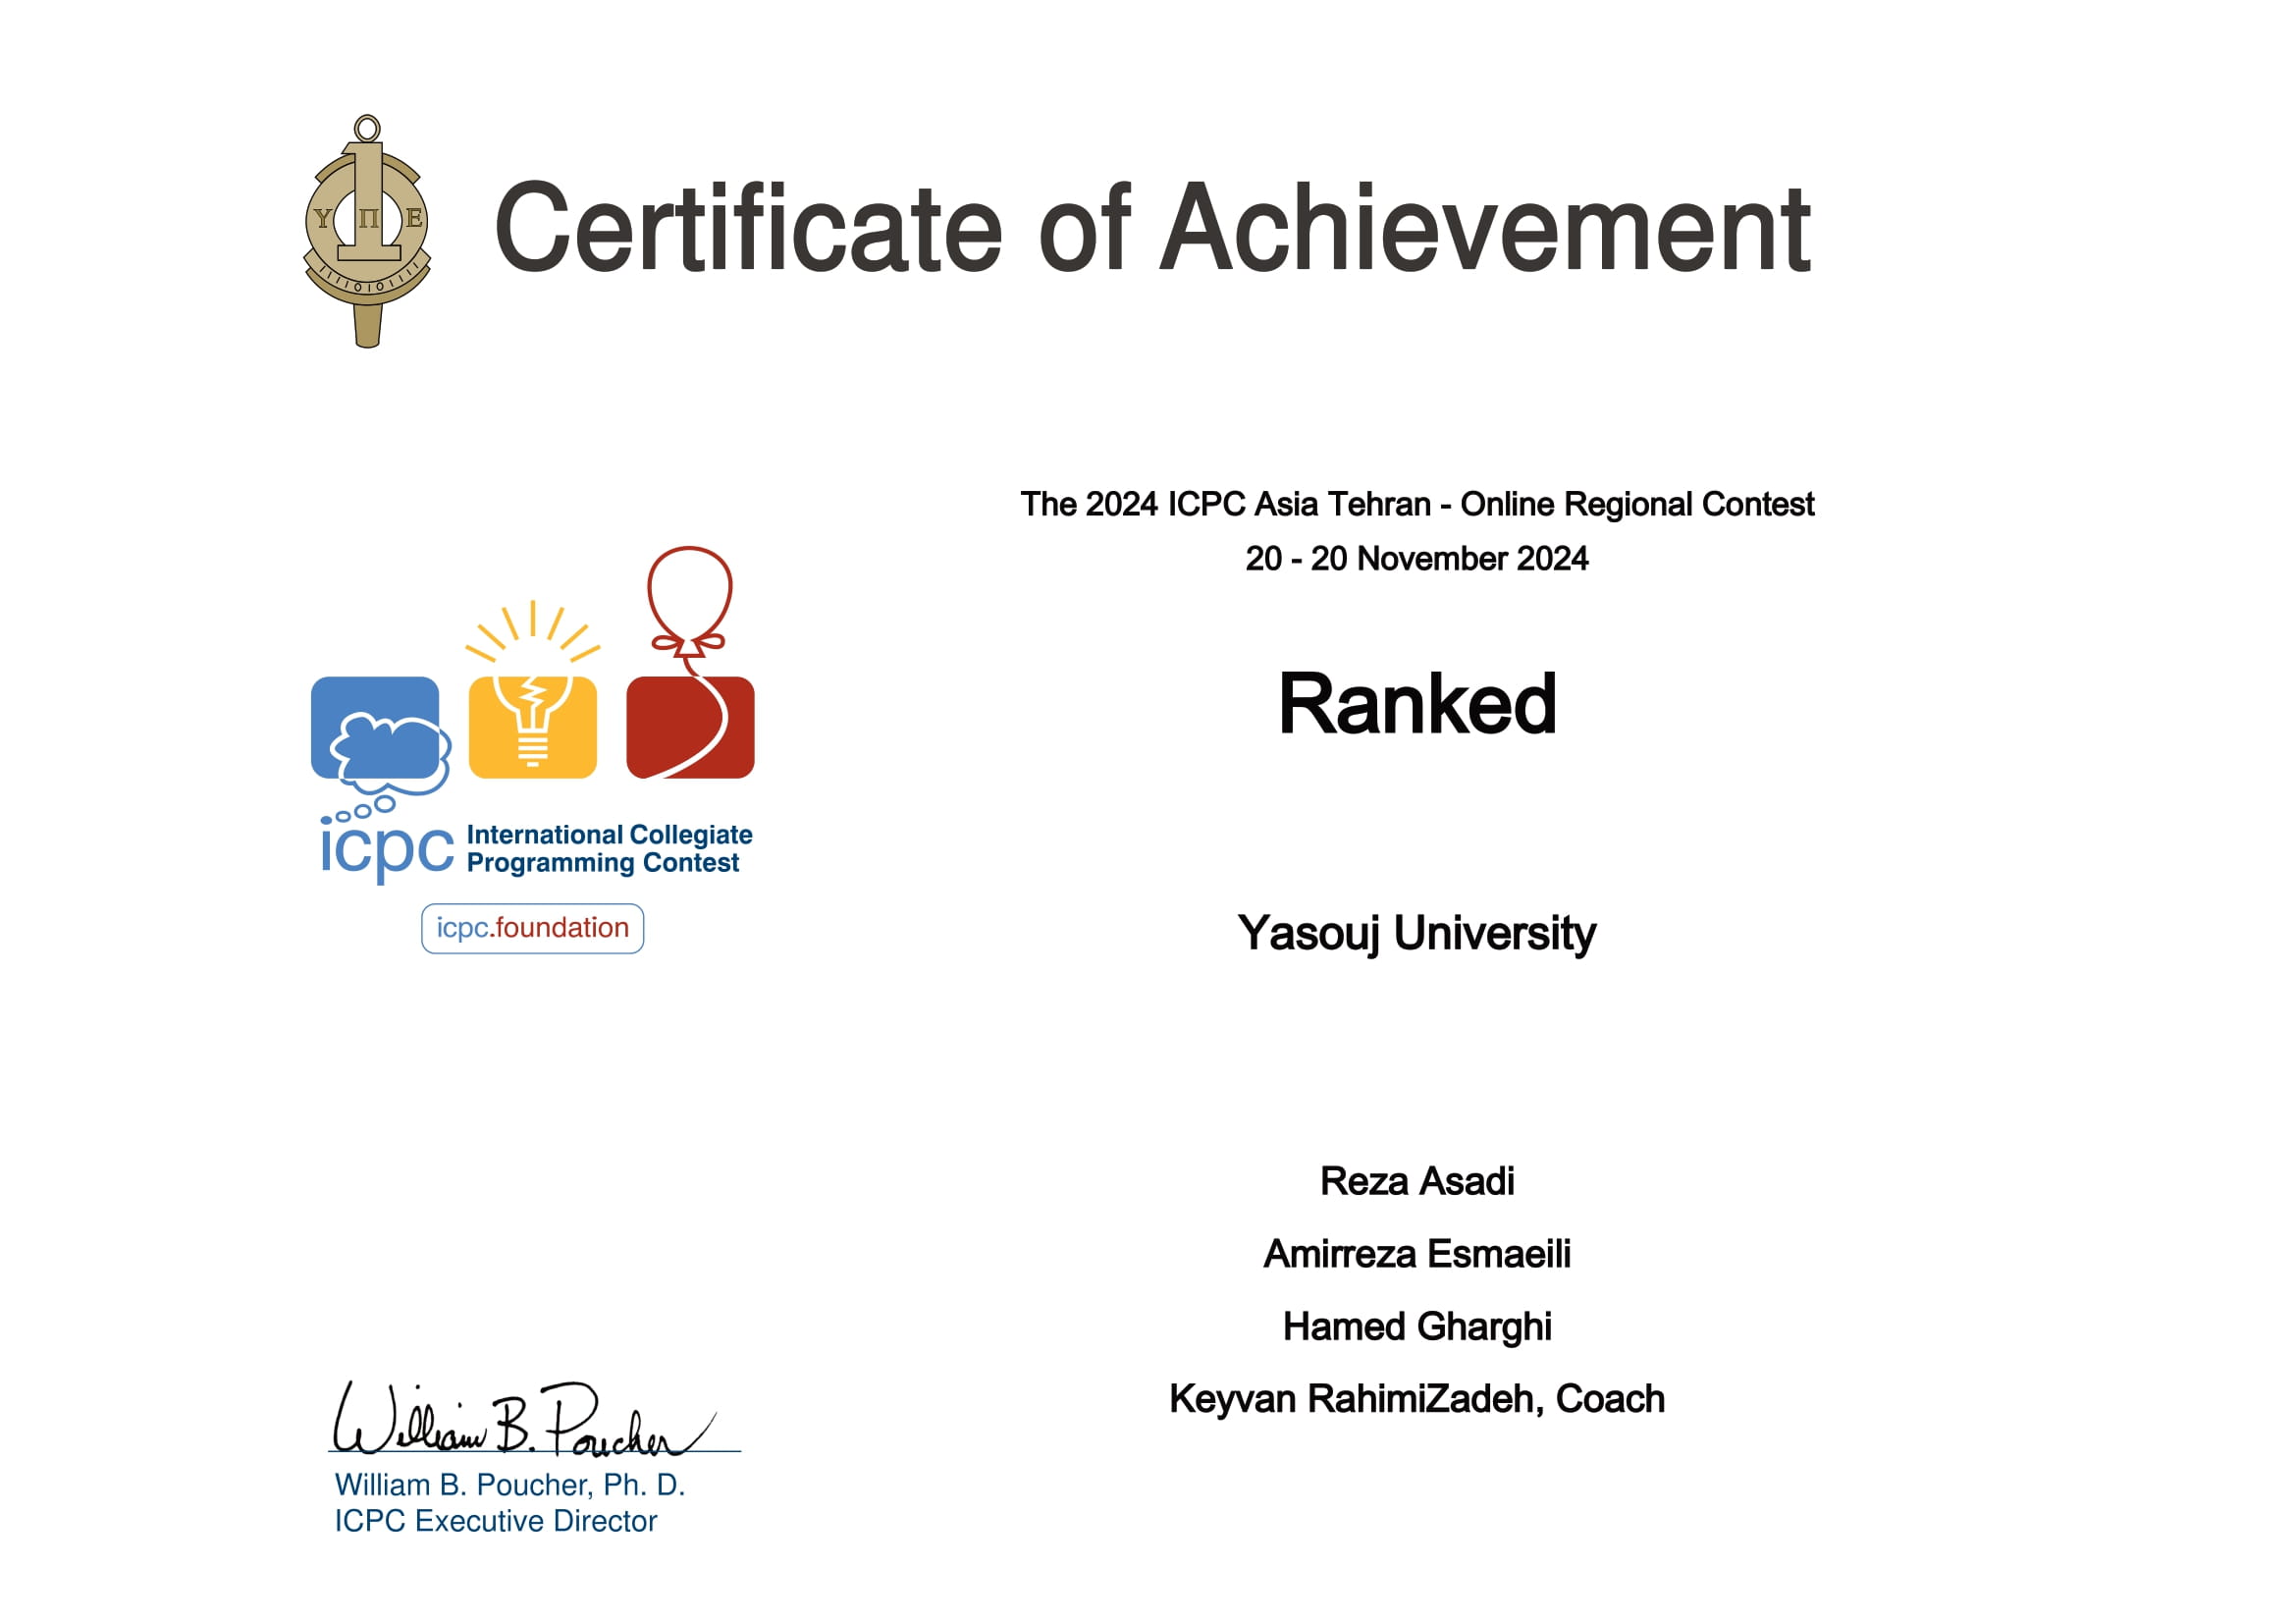 Certificate of Achievement
Υ Π Ε
The 2024 ICPC Asia Tehran - Online Regional Contest
20 - 20 November 2024
Ranked
icpc International Collegiate
Programming Contest
icpc.foundation
Yasouj University
Reza Asadi
Amirreza Esmaeili
Hamed Gharghi
Keyvan RahimiZadeh, Coach
William B. Poucher
William B. Poucher, Ph. D.
ICPC Executive Director